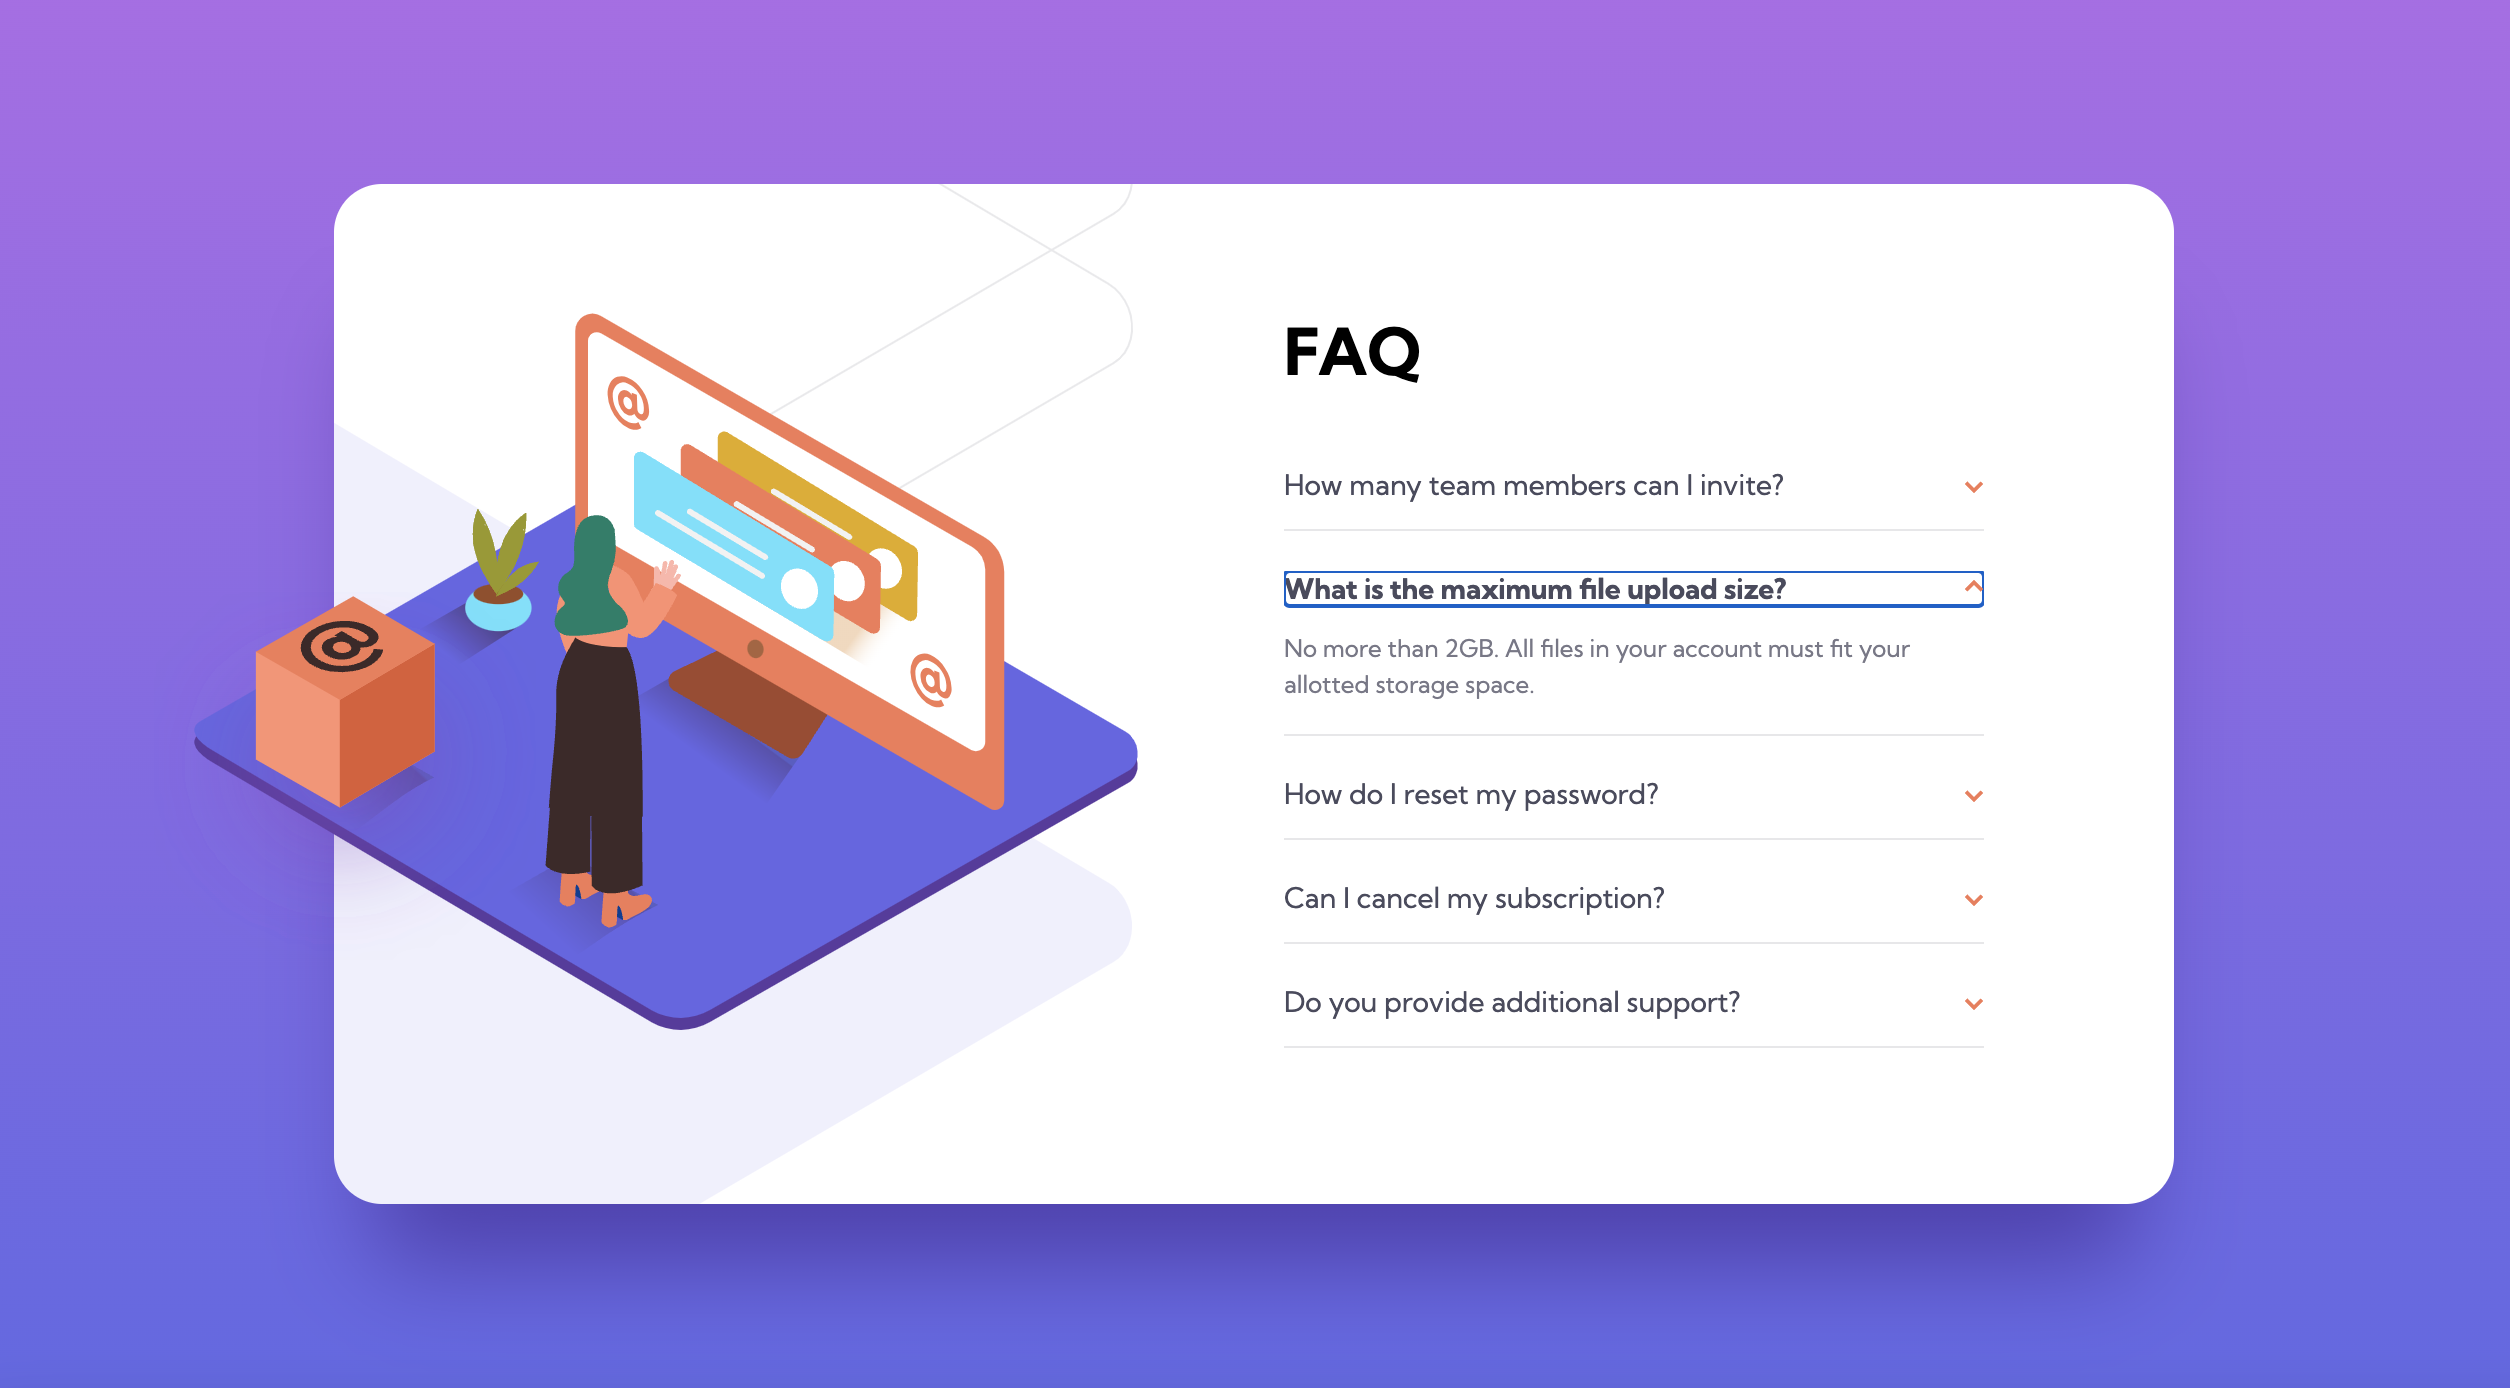 @
@
@
FAQ
How many team members can I invite?
What is the maximum file upload size?
No more than 2GB. All files in your account must fit your
allotted storage space.
How do I reset my password?
Can I cancel my subscription?
Do you provide additional support?